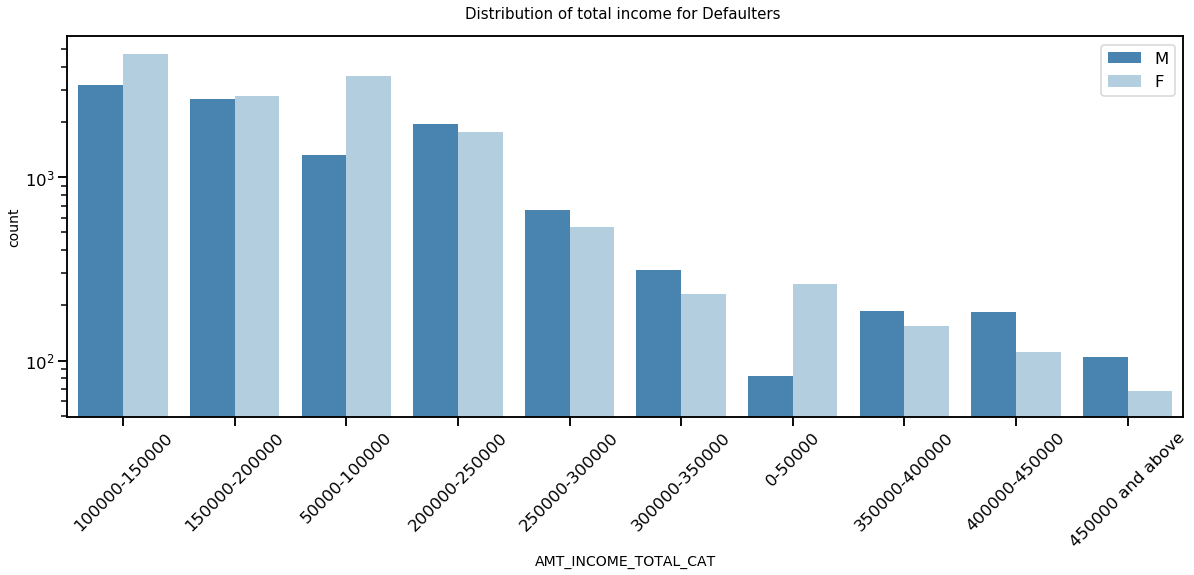 Distribution of total income for Defaulters
M
F
10³
10²
count
100000-150000
150000-200000
50000-100000
200000-250000
250000-300000
300000-350000
0-50000
350000-400000
400000-450000
450000 and above
AMT_INCOME_TOTAL_CAT